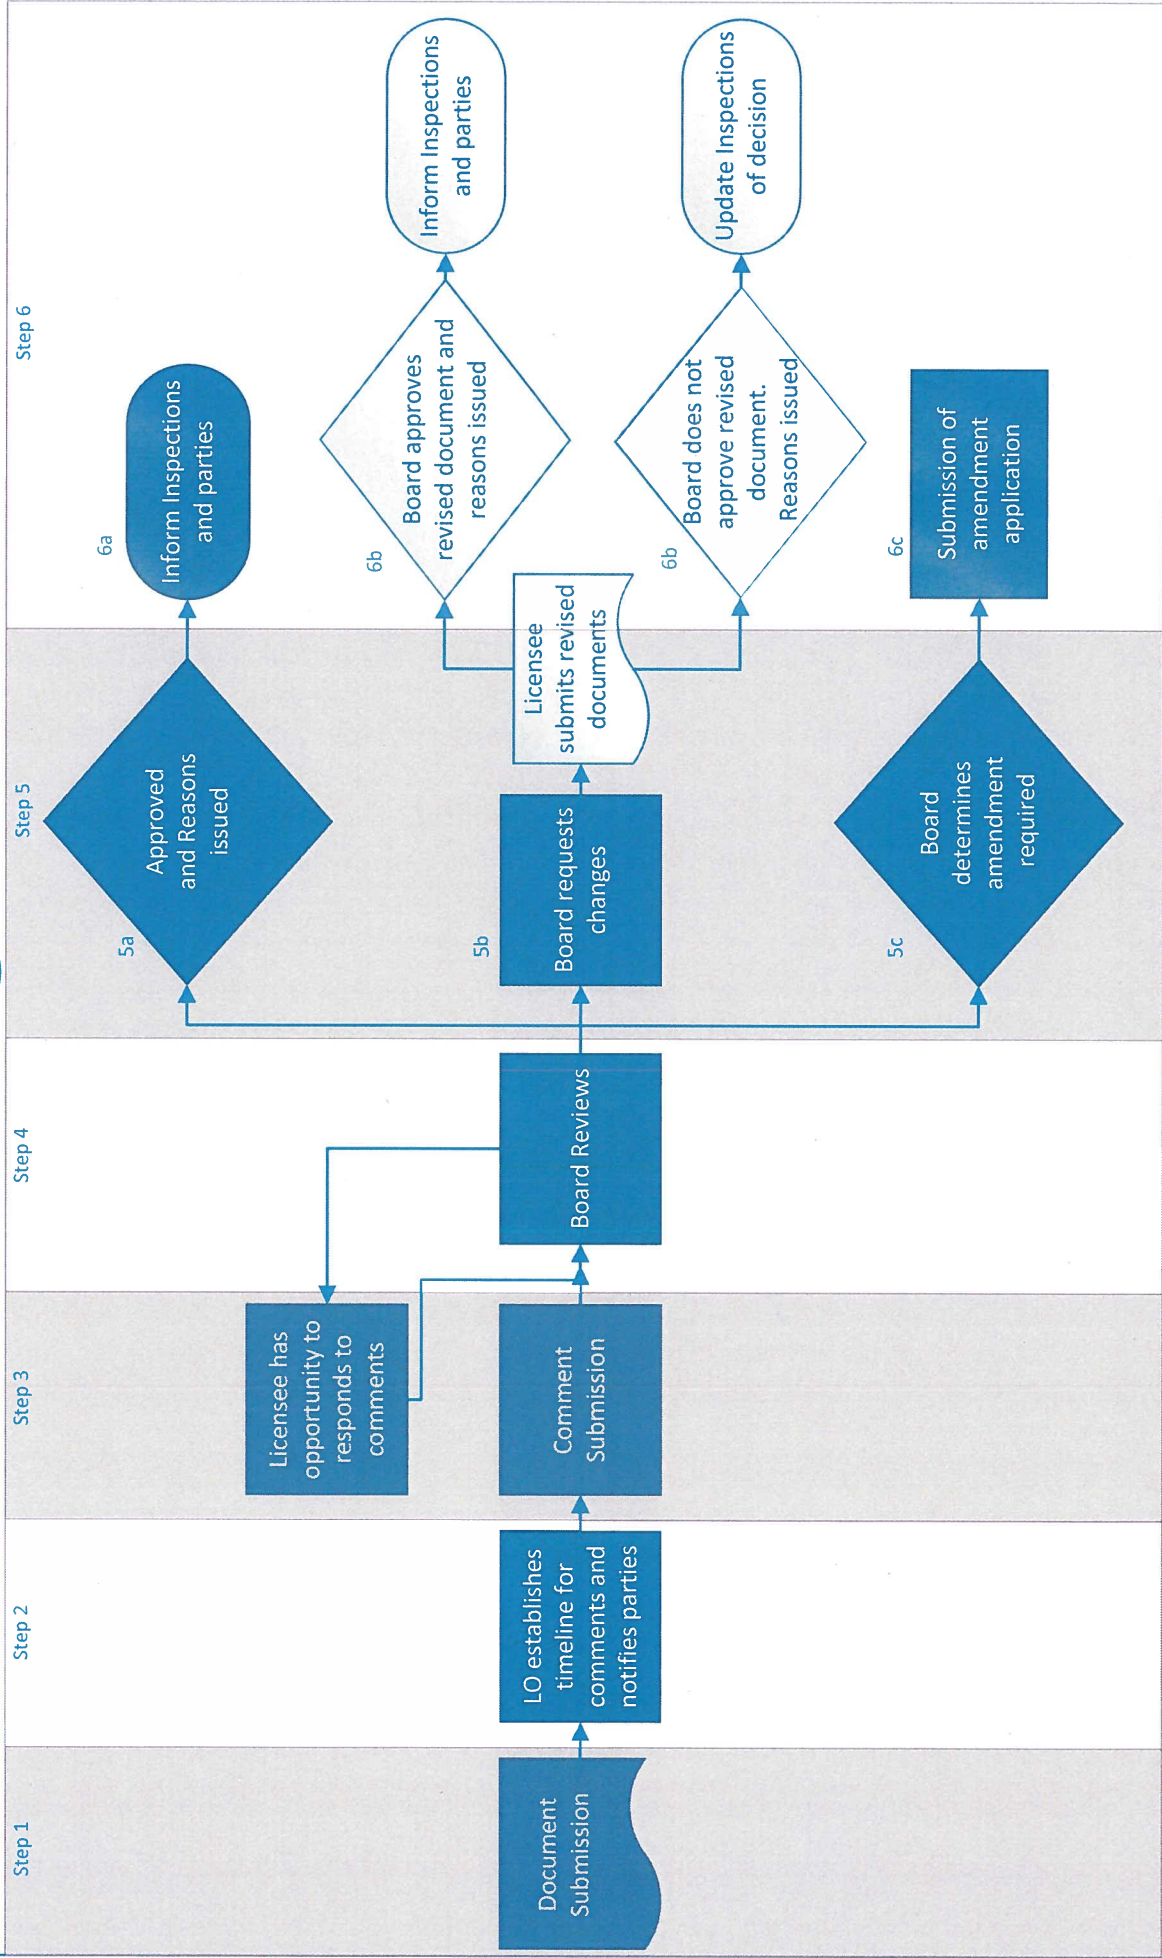 Step 1
Step 2
Step 3
Step 4
Step 5
Step 6
Document
Submission
LO establishes
timeline for
comments and
notifies parties
Licensee has
opportunity to
responds to
comments
Comment
Submission
Board Reviews
5a
Approved
and Reasons
issued
5b
Board requests
changes
Licensee
submits revised
documents
5c
Board
determines
amendment
required
6a
Inform Inspections
and parties
6b
Board approves
revised document and
reasons issued
Inform Inspections
and parties
6b
Board does not
approve revised
document.
Reasons issued
Update Inspections
of decision
6c
Submission of
amendment
application